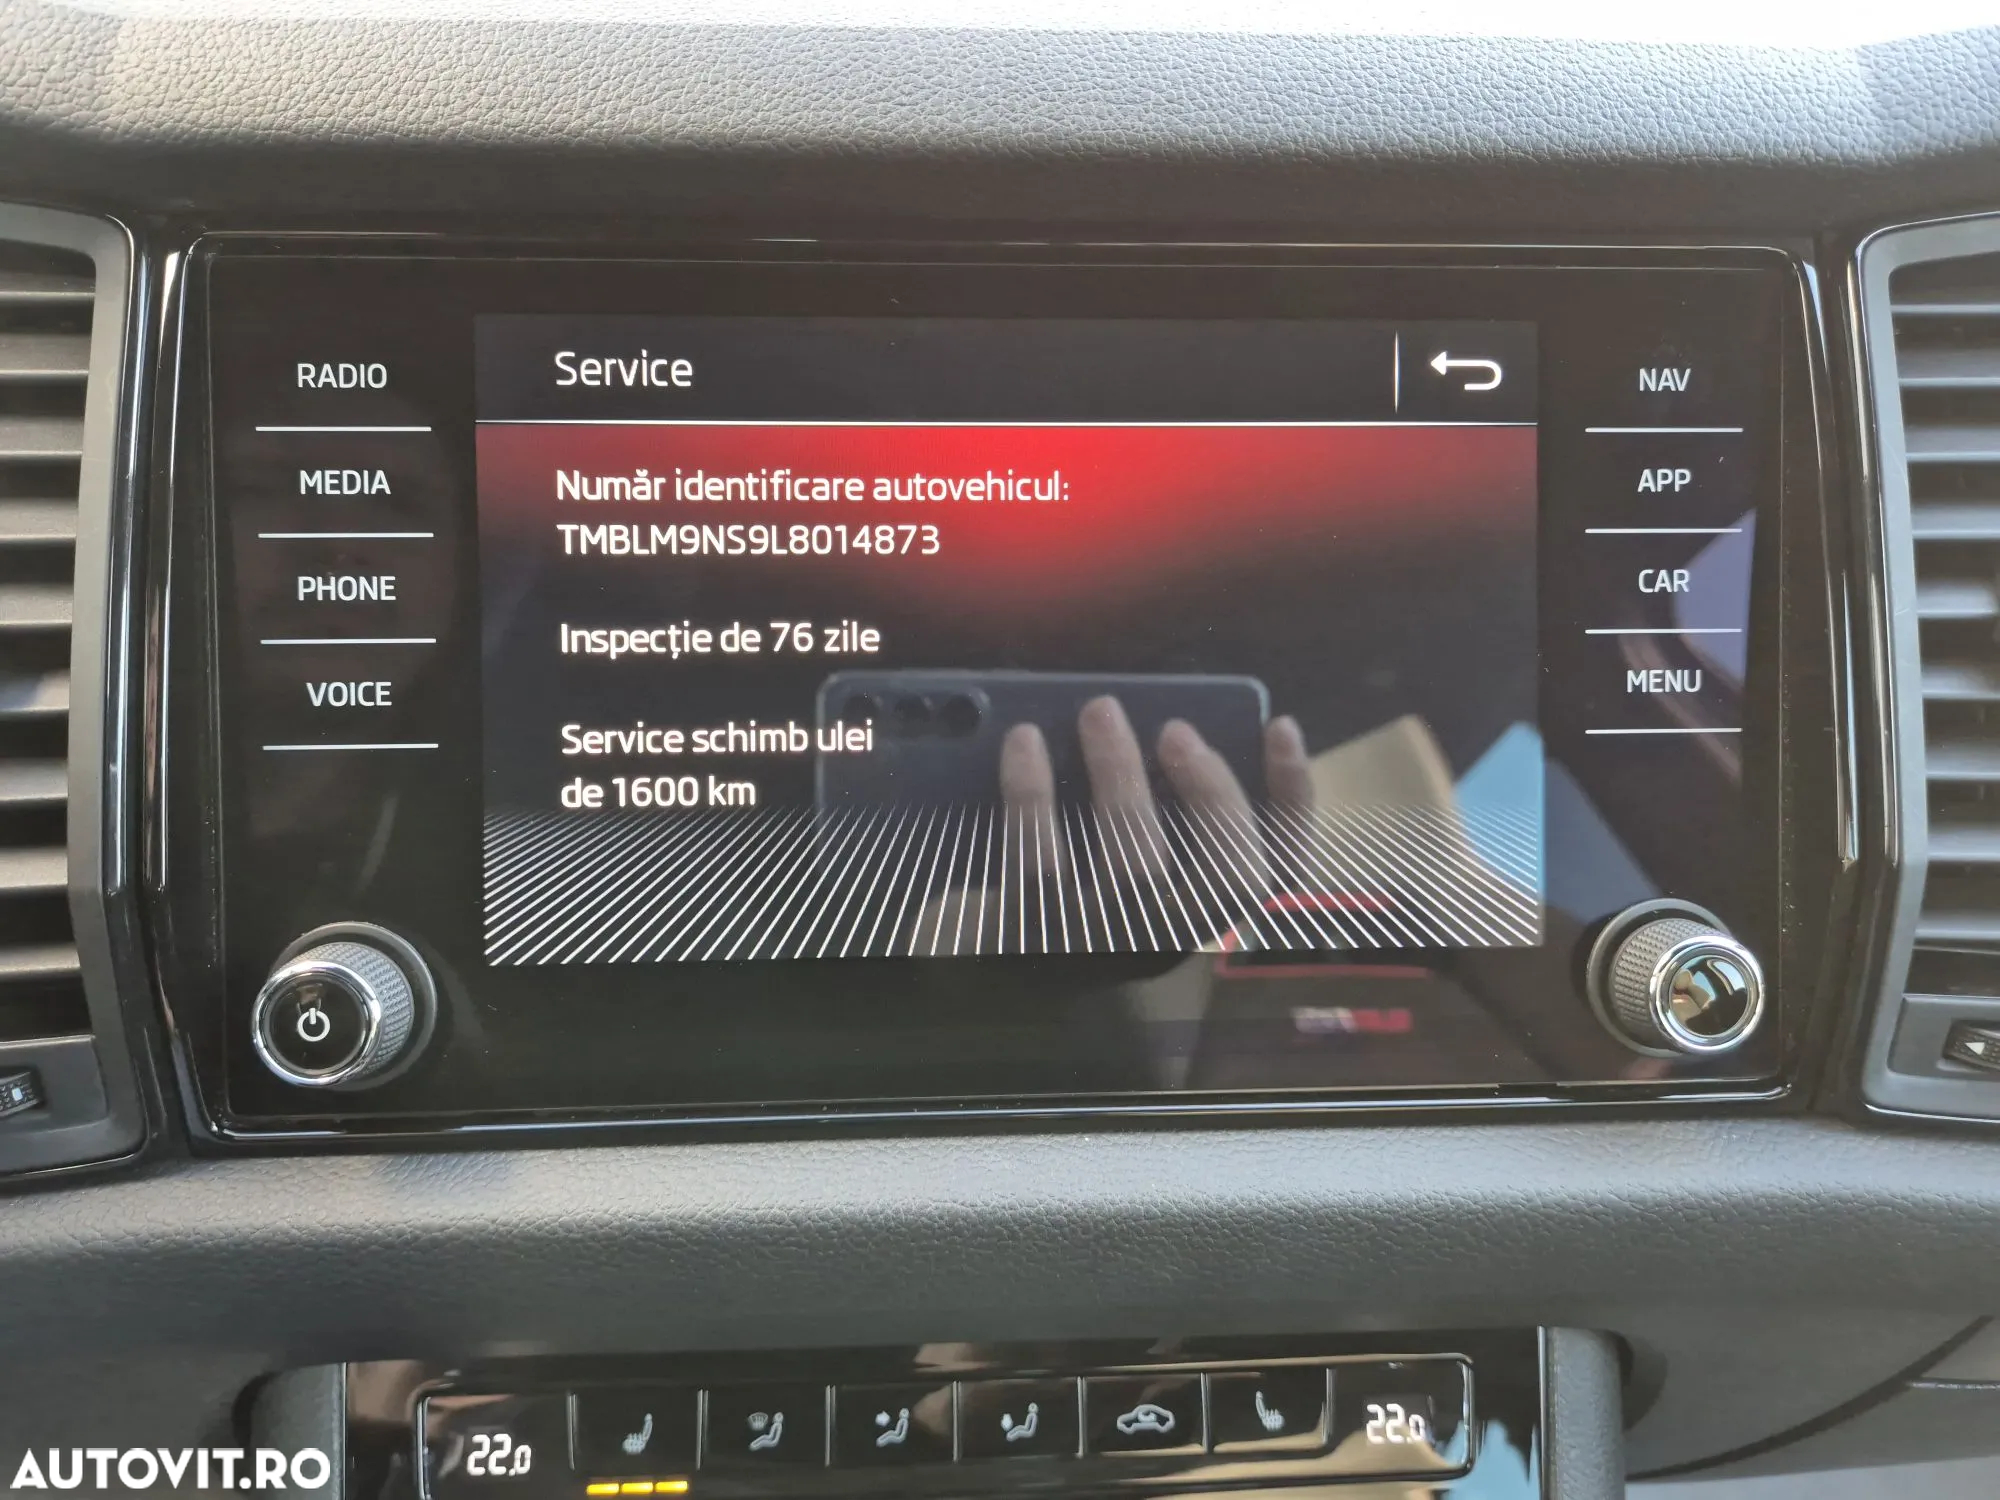 Service
RADIO
MEDIA
PHONE
VOICE
Număr identificare autovehicul:
TMBLM9NS9L8014873
Inspecție de 76 zile
Service schimb ulei
de 1600 km
NAV
APP
CAR
MENU
22.0
22.0
AUTOVIT.RO